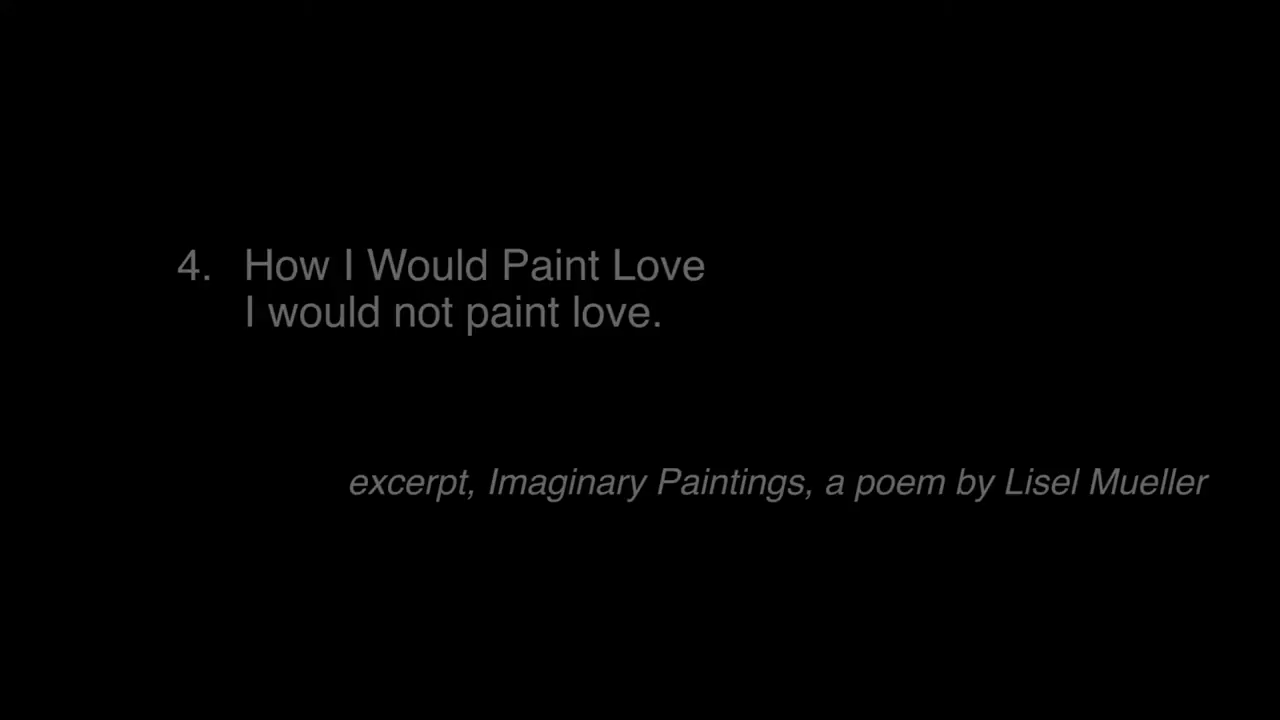 4. How I Would Paint Love
I would not paint love.
excerpt, Imaginary Paintings, a poem by Lisel Mueller